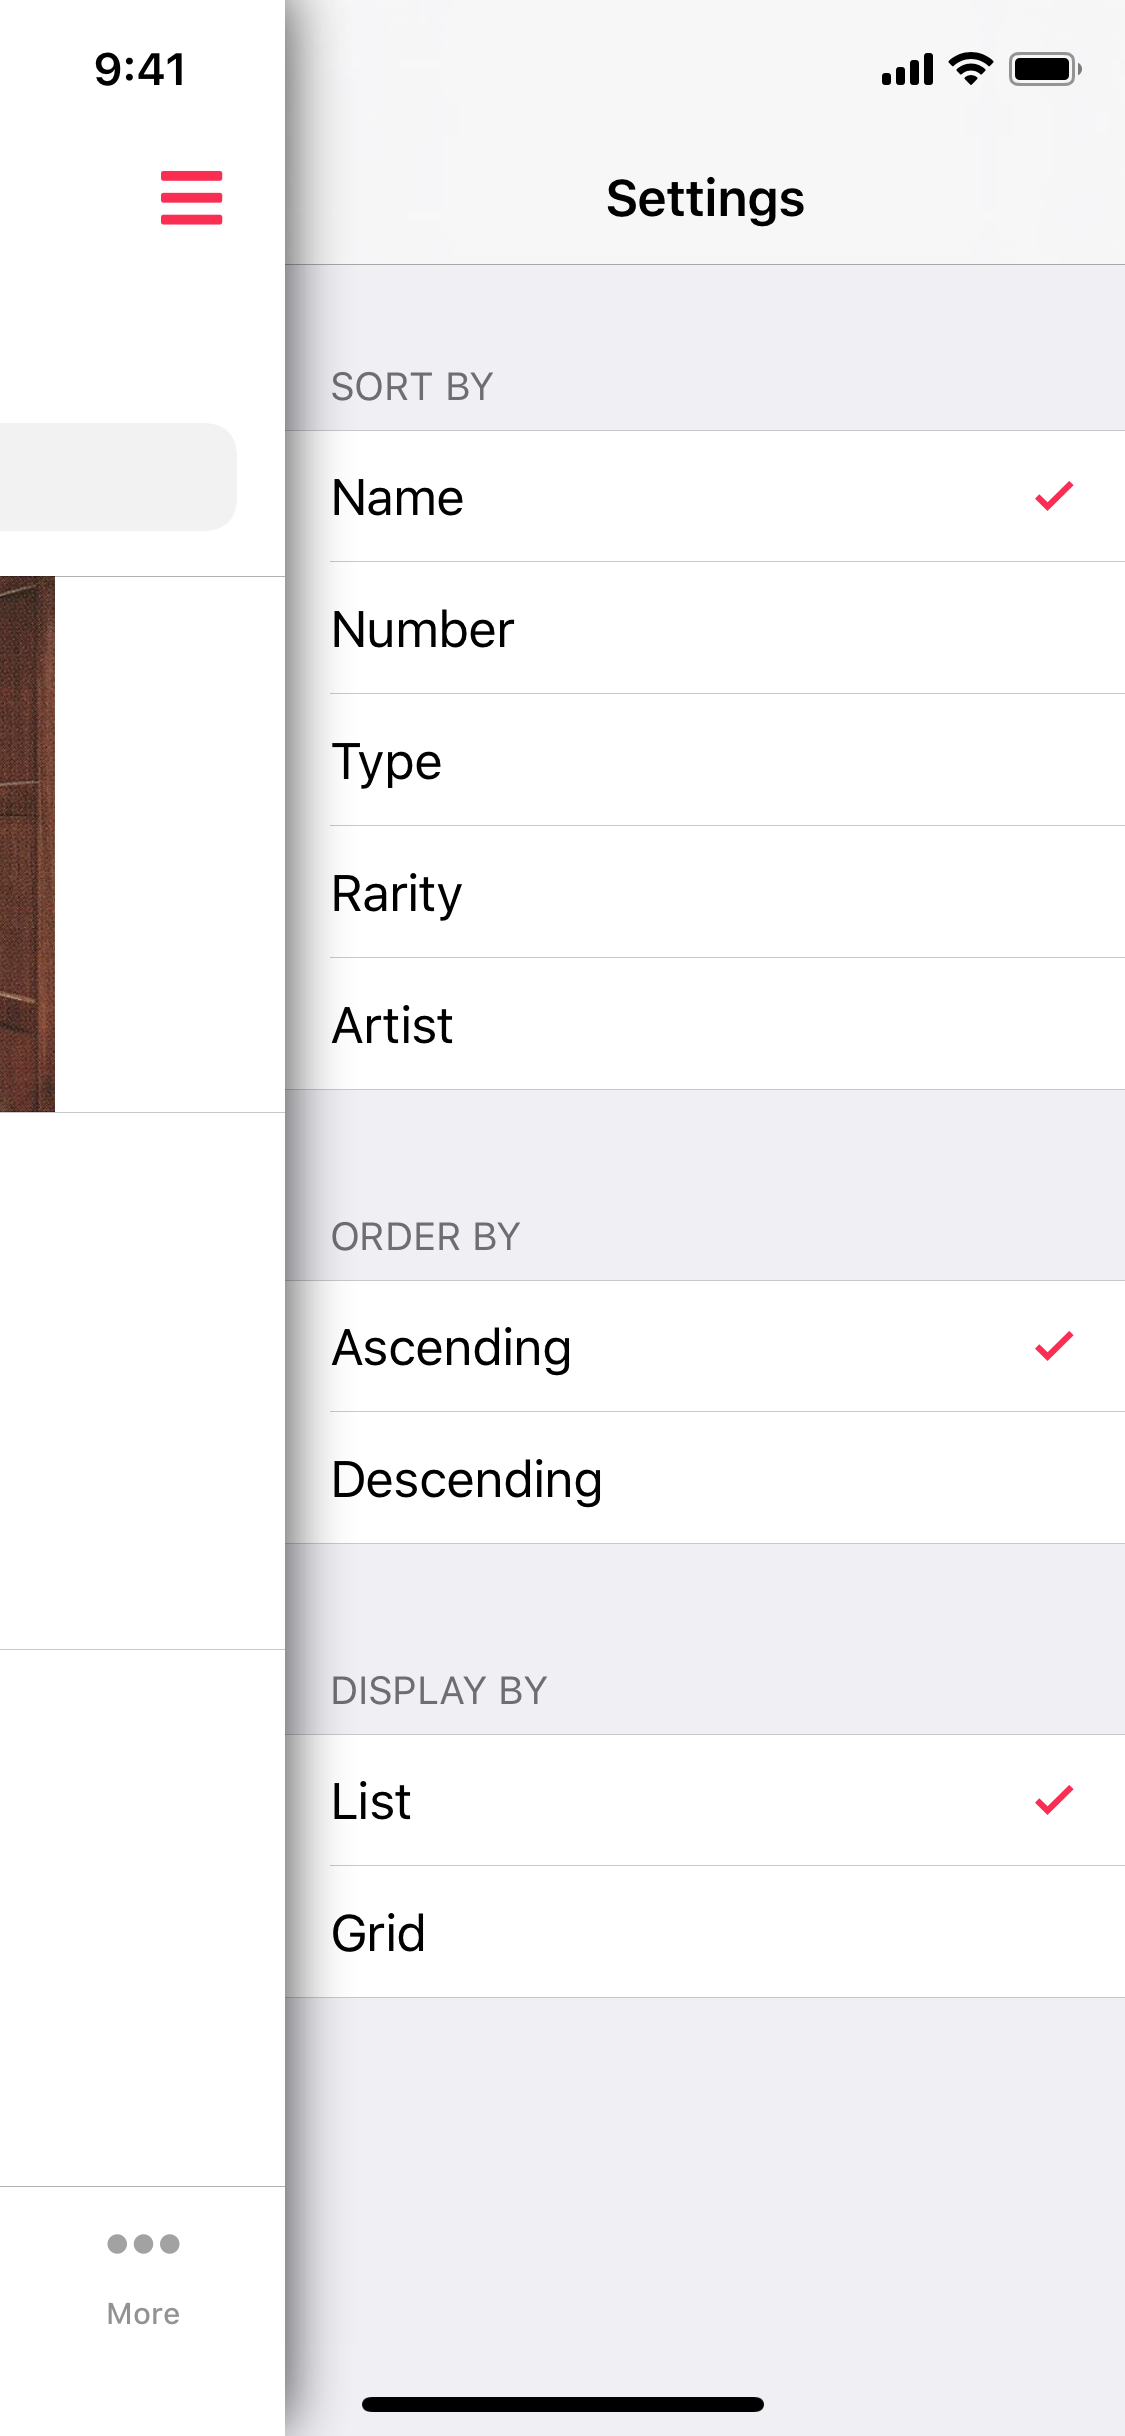 9:41
Settings
SORT BY
Name
Number
Type
Rarity
Artist
ORDER BY
Ascending
Descending
DISPLAY BY
List
Grid
More